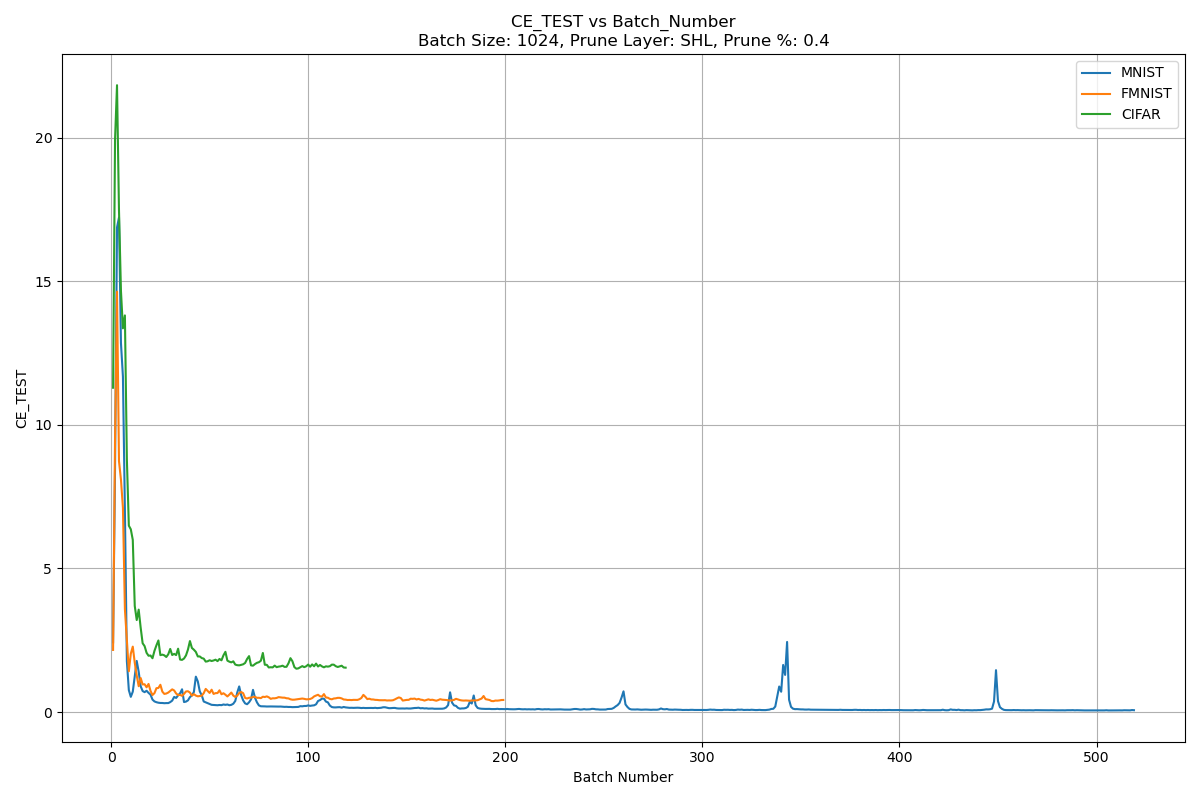 CE_TEST vs Batch_Number
Batch Size: 1024, Prune Layer: SHL, Prune %: 0.4
MNIST
FMNIST
CIFAR
CE_TEST
20
15
10
5
0
0 100 200 300 400 500
Batch Number